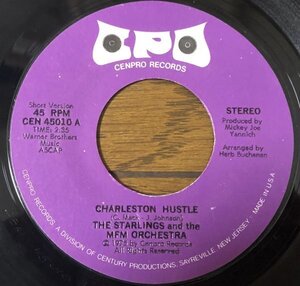 CPO
CENPRO RECORDS
Short Version
45 RPM
CEN 45010 A
TIME: 2:35
Warner Brothers
Music
ASCAP
STEREO
Produced by
Mickey Joe
Yannich
Arranged by
Herb Buchanan
CHARLESTON HUSTLE
(C. Mack - J. Johnson)
THE STARLINGS and the
MFM ORCHESTRA
Ⓟ 1975 by Cenpro Records
All Rights Reserved
CENPRO RECORDS, A DIVISION OF CENTURY PRODUCTIONS, SAYREVILLE, NEW JERSEY - MADE IN U.S.A.